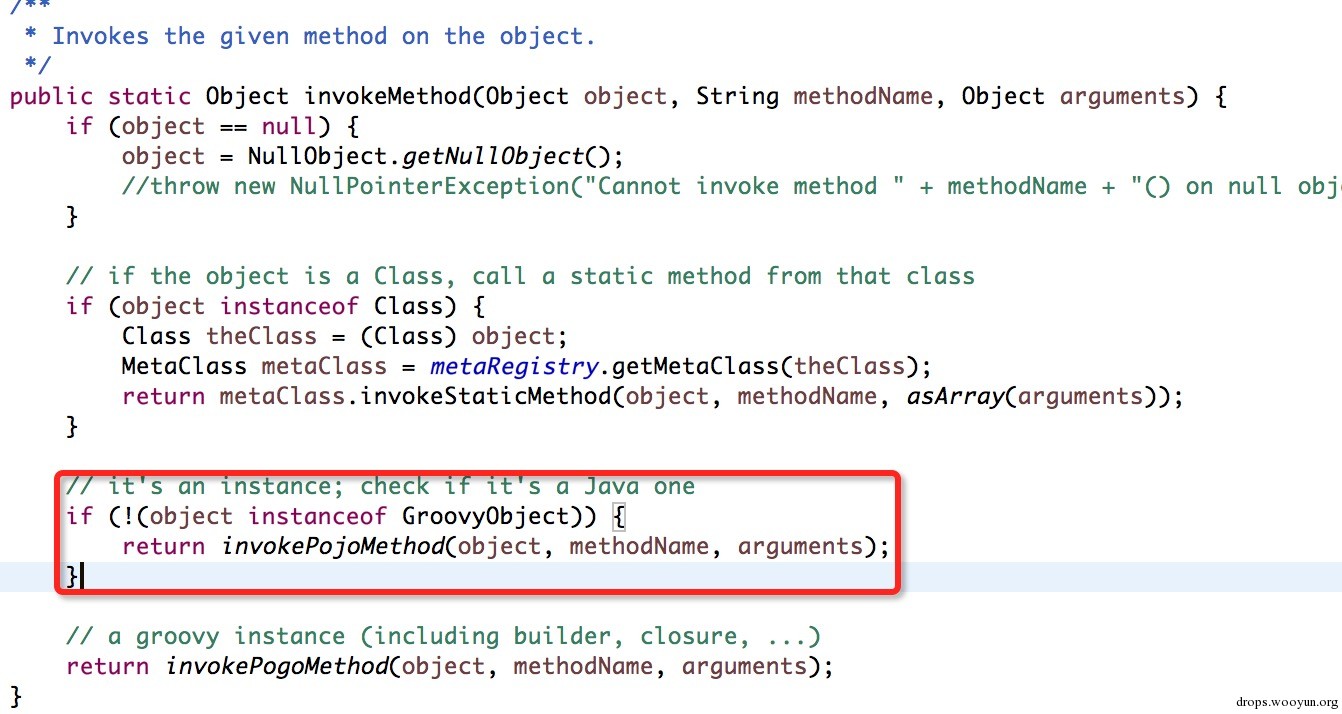 /**
 * Invokes the given method on the object.
 */
public static Object invokeMethod(Object object, String methodName, Object arguments) {
    if (object == null) {
        object = NullObject.getNullObject();
        //throw new NullPointerException("Cannot invoke method " + methodName + "() on null obj
    }

    // if the object is a Class, call a static method from that class
    if (object instanceof Class) {
        Class theClass = (Class) object;
        MetaClass metaClass = metaRegistry.getMetaClass(theClass);
        return metaClass.invokeStaticMethod(object, methodName, asArray(arguments));
    }

    // it's an instance; check if it's a Java one
    if (!(object instanceof GroovyObject)) {
        return invokePojoMethod(object, methodName, arguments);
    }

    // a groovy instance (including builder, closure, ...)
    return invokePogoMethod(object, methodName, arguments);
}
drops.wooyun.org